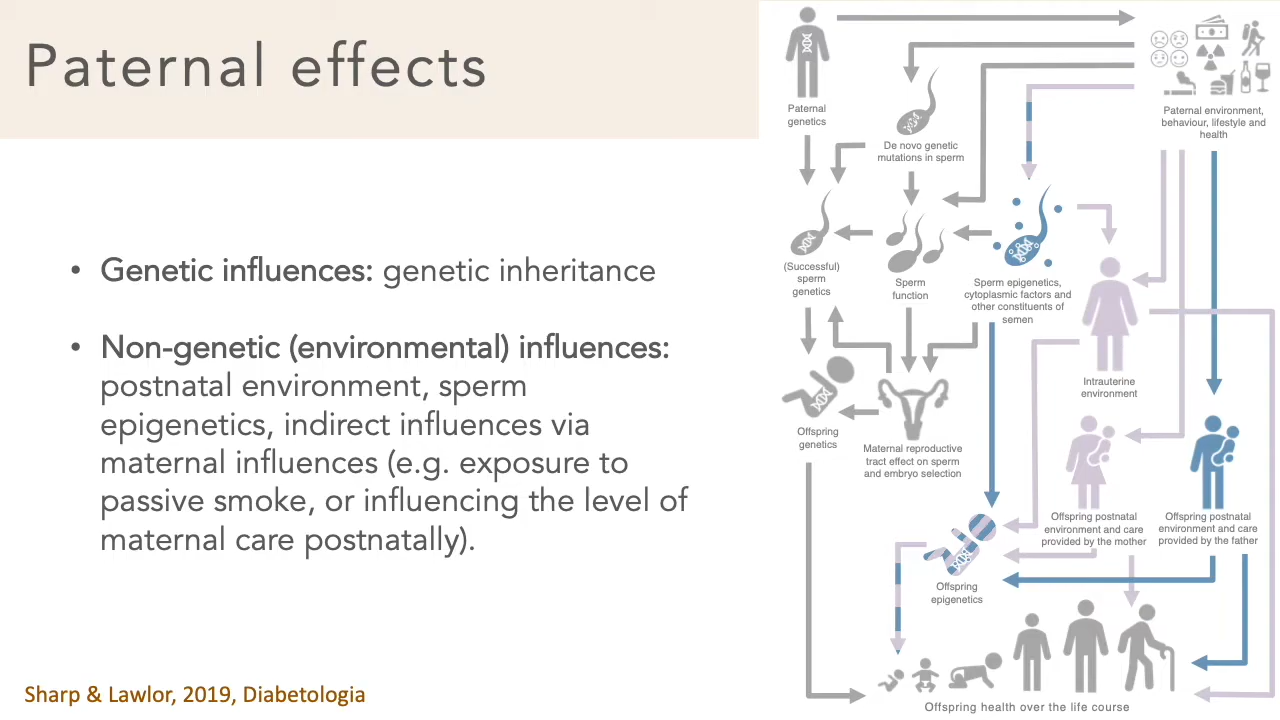 Paternal effects
• Genetic influences: genetic inheritance
• Non-genetic (environmental) influences:
postnatal environment, sperm
epigenetics, indirect influences via
maternal influences (e.g. exposure to
passive smoke, or influencing the level of
maternal care postnatally).
Sharp & Lawlor, 2019, Diabetologia
Paternal
genetics
De novo genetic
mutations in sperm
Paternal environment,
behaviour, lifestyle and
health
(Successful)
sperm
genetics
Sperm
function
Sperm epigenetics,
cytoplasmic factors and
other constituents of
semen
Intrauterine
environment
Offspring
genetics
Maternal reproductive
tract effect on sperm
and embryo selection
Offspring postnatal
environment and care
provided by the mother
Offspring postnatal
environment and care
provided by the father
Offspring
epigenetics
Offspring health over the life course